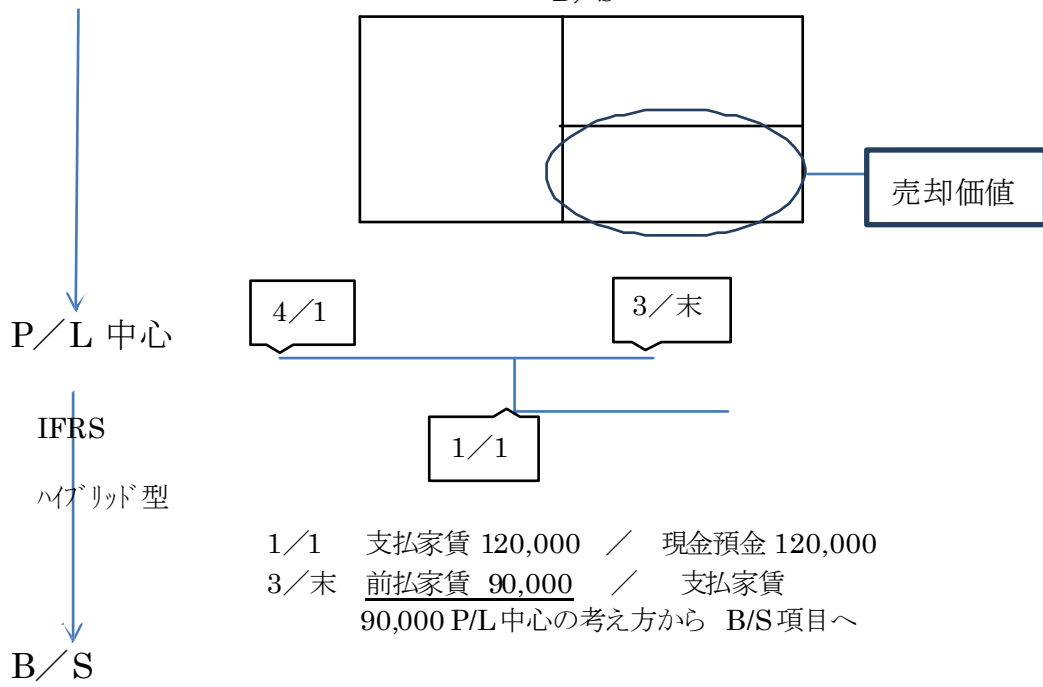 B/S
売却価値
4／1
3／末
P／L 中心
1／1
IFRS
ﾊｲﾌﾞﾘｯﾄﾞ型
1／1 支払家賃 120,000 ／ 現金預金 120,000
3／末 前払家賃 90,000 ／ 支払家賃
90,000 P/L中心の考え方から B/S項目へ
B／S